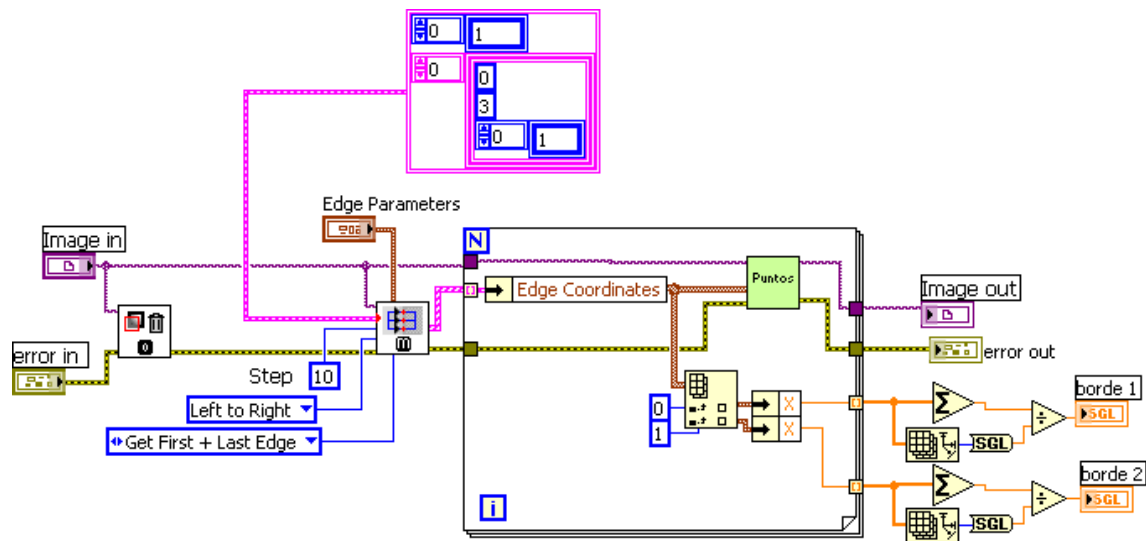 0 1
0
0
3
0 1
Edge Parameters
Image in
N
Edge Coordinates
Puntos
Image out
error in
error out
Step 10
Left to Right
Get First + Last Edge
0
1
X
X
i
Σ
÷
borde 1
SGL
SGL
Σ
÷
borde 2
SGL
SGL